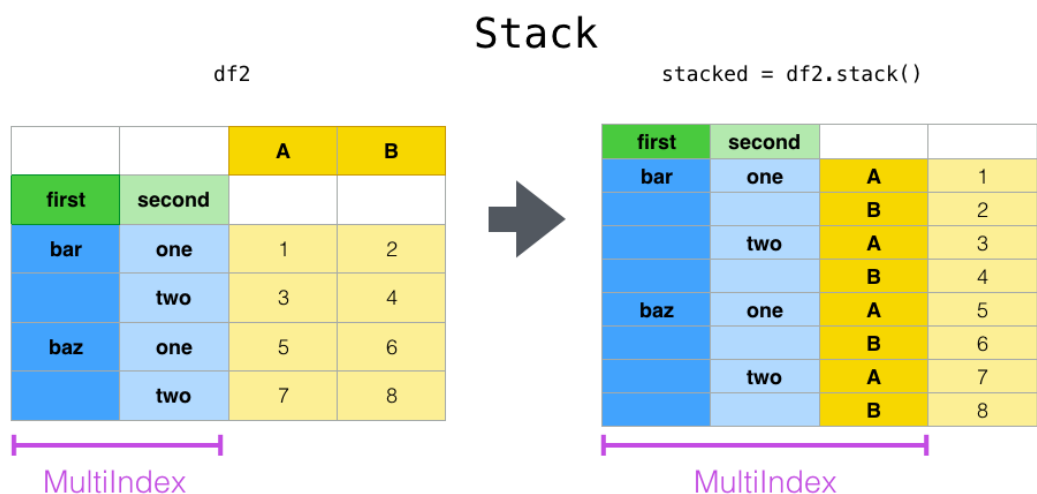 Stack
df2
A B
first second
bar one 1 2
two 3 4
baz one 5 6
two 7 8
MultiIndex
stacked = df2.stack()
first second
bar one A 1
B 2
two A 3
B 4
baz one A 5
B 6
two A 7
B 8
MultiIndex